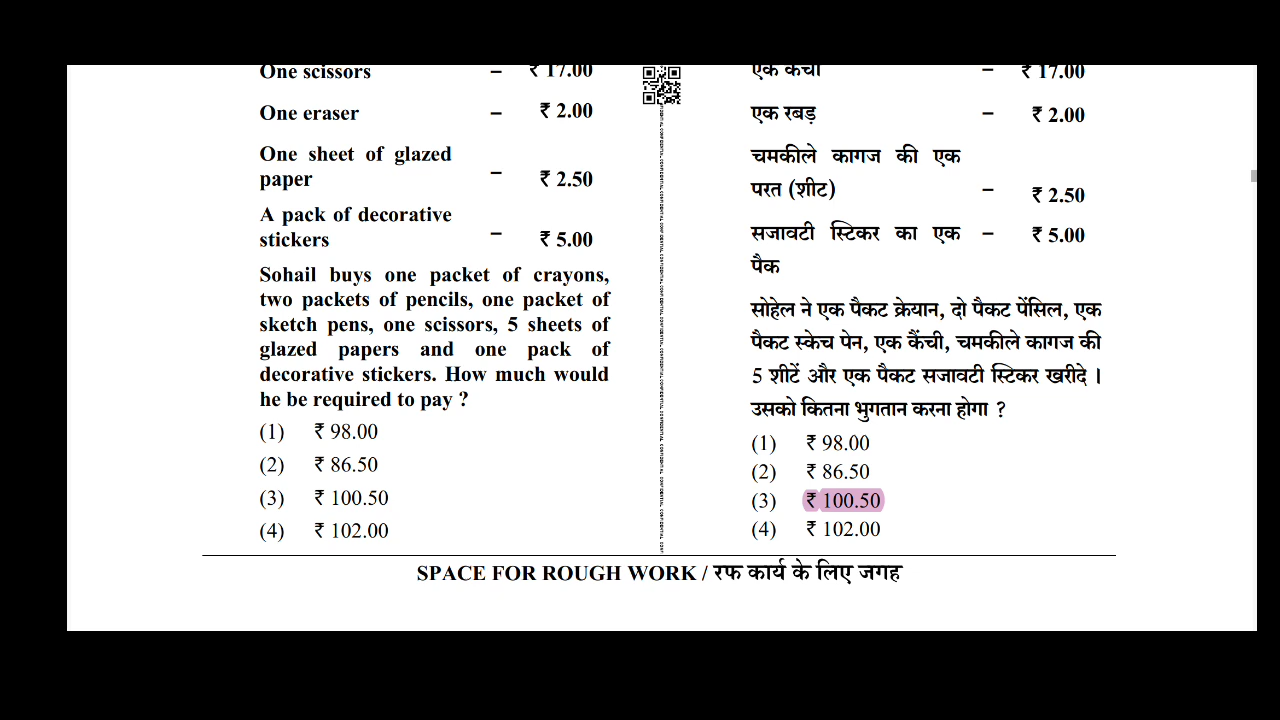 One scissors – ₹ 17.00
One eraser – ₹ 2.00
One sheet of glazed
paper – ₹ 2.50
A pack of decorative
stickers – ₹ 5.00
Sohail buys one packet of crayons,
two packets of pencils, one packet of
sketch pens, one scissors, 5 sheets of
glazed papers and one pack of
decorative stickers. How much would
he be required to pay ?
(1) ₹ 98.00
(2) ₹ 86.50
(3) ₹ 100.50
(4) ₹ 102.00
एक कैंची – ₹ 17.00
एक रबड़ – ₹ 2.00
चमकीले कागज की एक
परत (शीट) – ₹ 2.50
सजावटी स्टिकर का एक – ₹ 5.00
पैक
सोहेल ने एक पैकट क्रेयान, दो पैकट पेंसिल, एक
पैकट स्केच पेन, एक कैंची, चमकीले कागज की
5 शीटें और एक पैकट सजावटी स्टिकर खरीदे ।
उसको कितना भुगतान करना होगा ?
(1) ₹ 98.00
(2) ₹ 86.50
(3) ₹ 100.50
(4) ₹ 102.00
SPACE FOR ROUGH WORK / रफ कार्य के लिए जगह